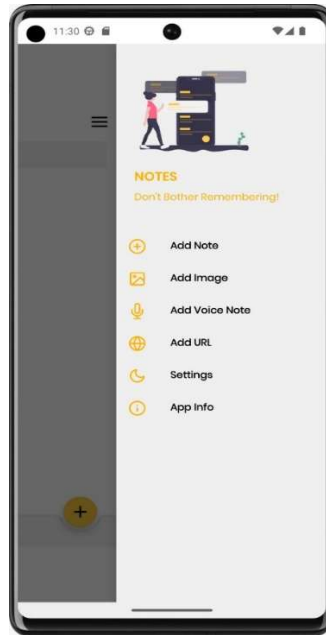 11:30
NOTES
Don't Bother Remembering!
Add Note
Add Image
Add Voice Note
Add URL
Settings
App Info